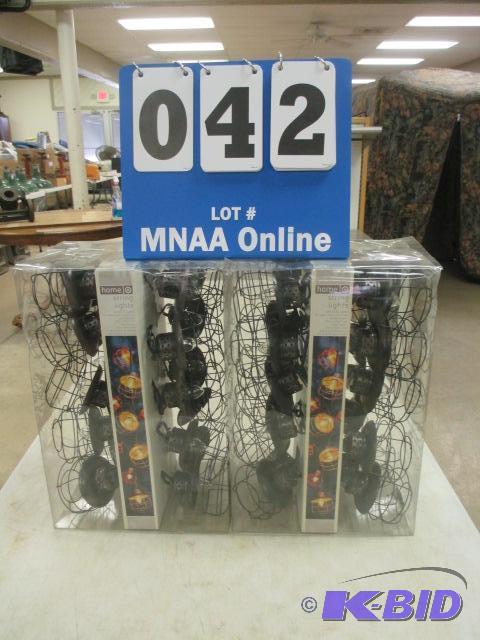 042
LOT #
MNAA Online
home
string
lights
home
string
lights
© K-BID